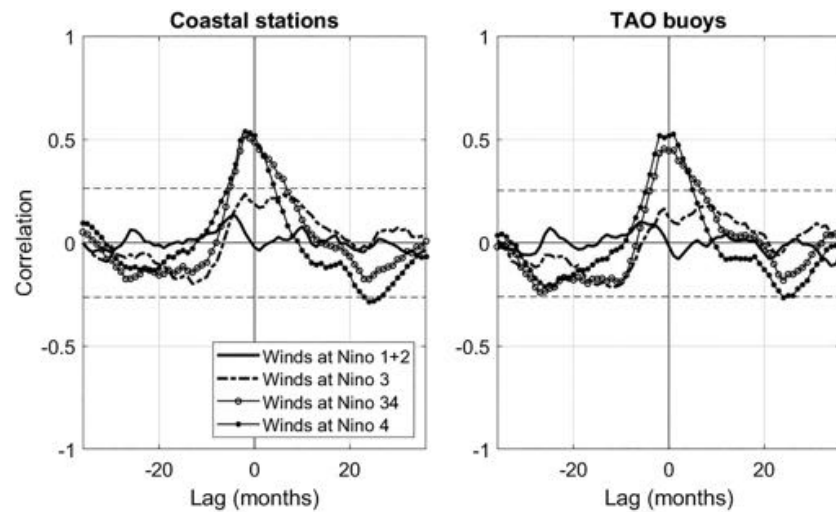 Coastal stations
TAO buoys
Correlation
1
0.5
0
-0.5
-1
Winds at Nino 1+2
Winds at Nino 3
Winds at Nino 34
Winds at Nino 4
-20
0
20
Lag (months)
1
0.5
0
-0.5
-1
-20
0
20
Lag (months)